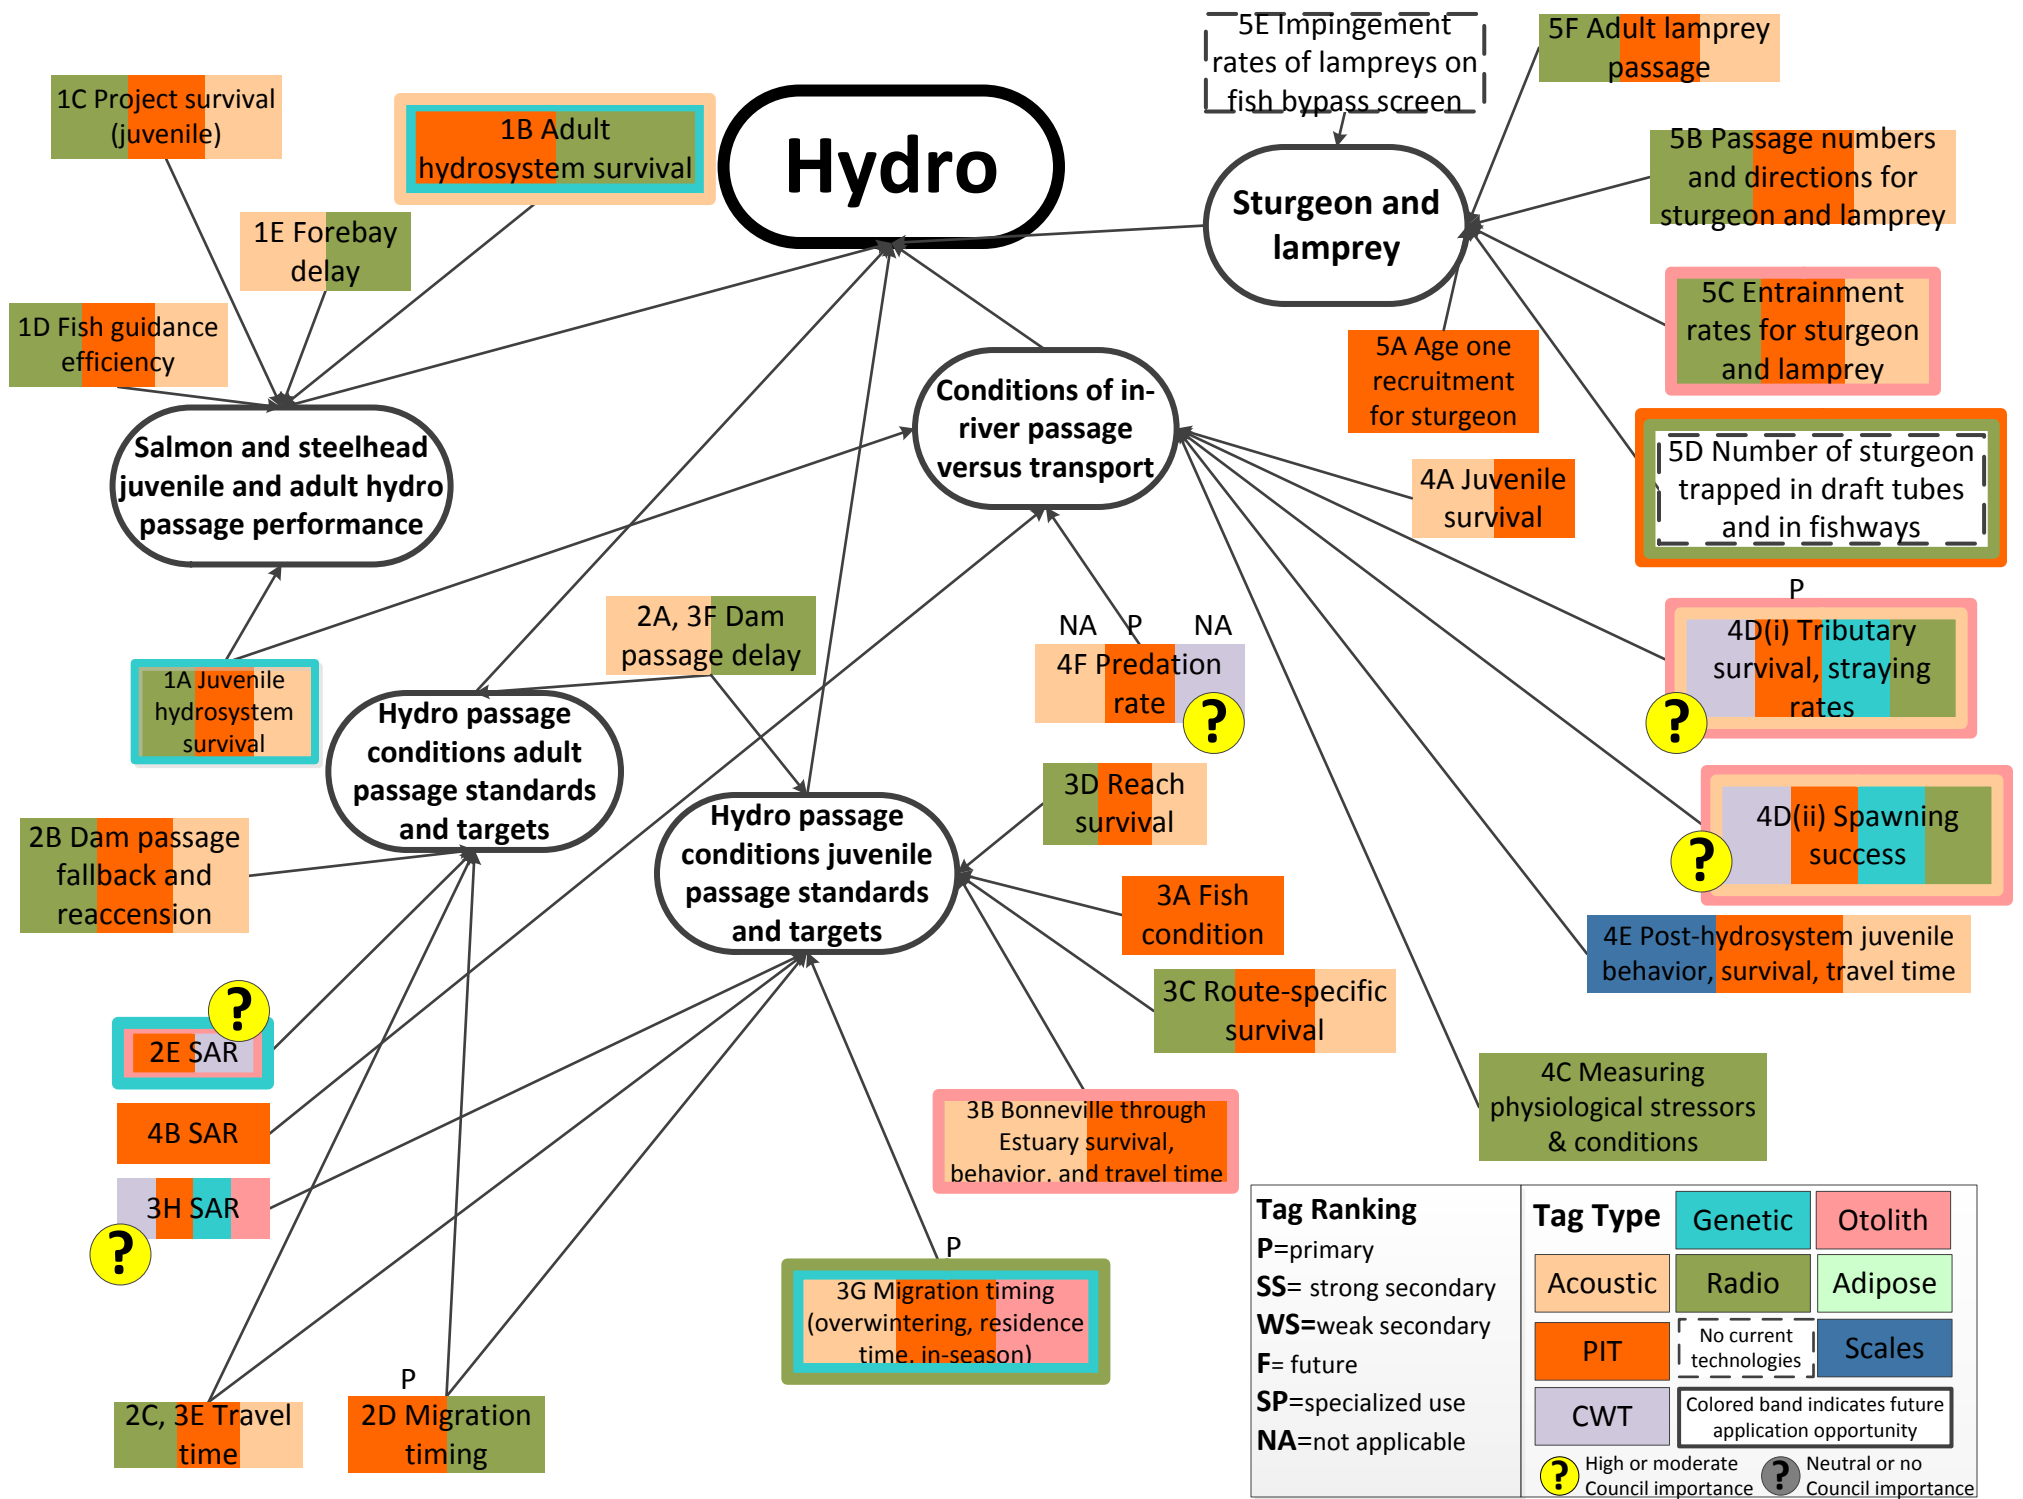 5E Impingement
rates of lampreys on
fish bypass screen
5F Adult lamprey
passage
1C Project survival
(juvenile)
1B Adult
hydrosystem survival
Hydro
5B Passage numbers
and directions for
sturgeon and lamprey
Sturgeon and
lamprey
1E Forebay
delay
1D Fish guidance
efficiency
5C Entrainment
rates for sturgeon
and lamprey
5A Age one
recruitment
for sturgeon
Conditions of in-
river passage
versus transport
Salmon and steelhead
juvenile and adult hydro
passage performance
5D Number of sturgeon
trapped in draft tubes
and in fishways
4A Juvenile
survival
P
4D(i) Tributary
survival, straying
rates
?
2A, 3F Dam
passage delay
NA P NA
4F Predation
rate
?
1A Juvenile
hydrosystem
survival
Hydro passage
conditions adult
passage standards
and targets
3D Reach
survival
4D(ii) Spawning
success
?
Hydro passage
conditions juvenile
passage standards
and targets
2B Dam passage
fallback and
reaccension
3A Fish
condition
4E Post-hydrosystem juvenile
behavior, survival, travel time
3C Route-specific
survival
?
2E SAR
4B SAR
3H SAR
?
4C Measuring
physiological stressors
& conditions
3B Bonneville through
Estuary survival,
behavior, and travel time
P
3G Migration timing
(overwintering, residence
time, in-season)
2C, 3E Travel
time
P
2D Migration
timing
Tag Ranking
P=primary
SS= strong secondary
WS=weak secondary
F= future
SP=specialized use
NA=not applicable
Tag Type
Genetic
Otolith
Acoustic
Radio
Adipose
PIT
No current
technologies
Scales
CWT
Colored band indicates future
application opportunity
? High or moderate
Council importance
? Neutral or no
Council importance